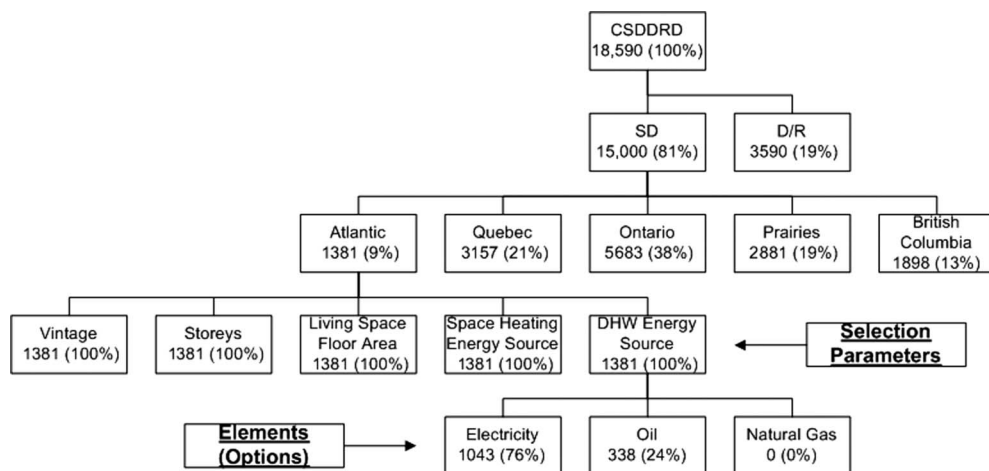 CSDDRD
18,590 (100%)
SD
15,000 (81%)
D/R
3590 (19%)
Atlantic
1381 (9%)
Quebec
3157 (21%)
Ontario
5683 (38%)
Prairies
2881 (19%)
British
Columbia
1898 (13%)
Vintage
1381 (100%)
Storeys
1381 (100%)
Living Space
Floor Area
1381 (100%)
Space Heating
Energy Source
1381 (100%)
DHW Energy
Source
1381 (100%)
Selection
Parameters
Elements
(Options)
Electricity
1043 (76%)
Oil
338 (24%)
Natural Gas
0 (0%)